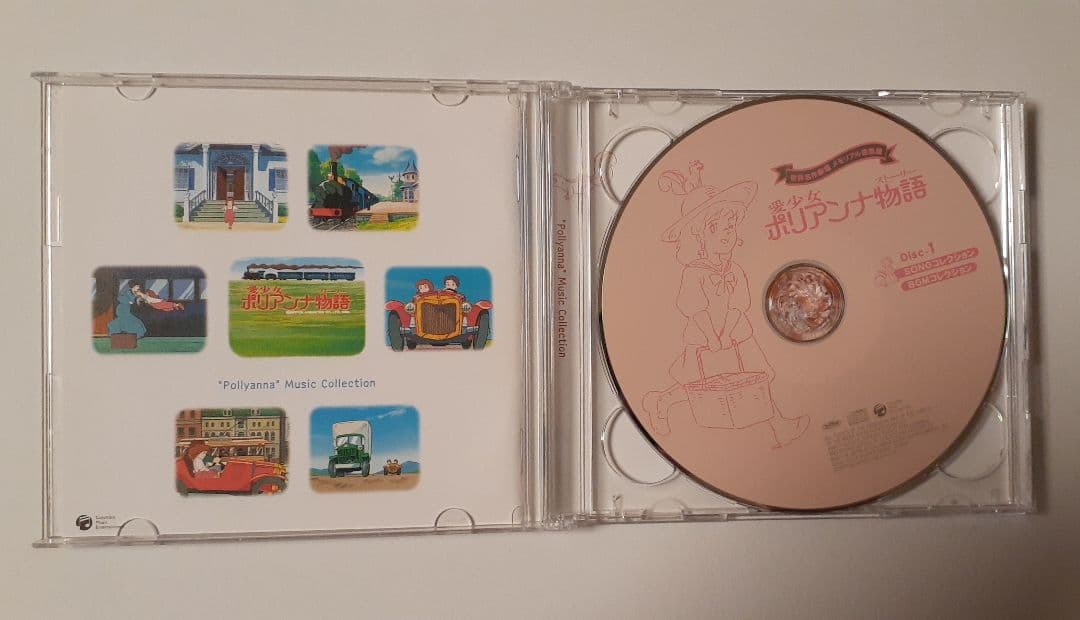 愛少女
ポリアンナ物語
"Pollyanna" Music Collection
Columbia
Music
Entertainment
"Pollyanna" Music Collection
世界名作劇場 メモリアル音楽館
愛少女
ストーリー
ポリアンナ物語
Disc-1
SONGコレクション
BGMコレクション